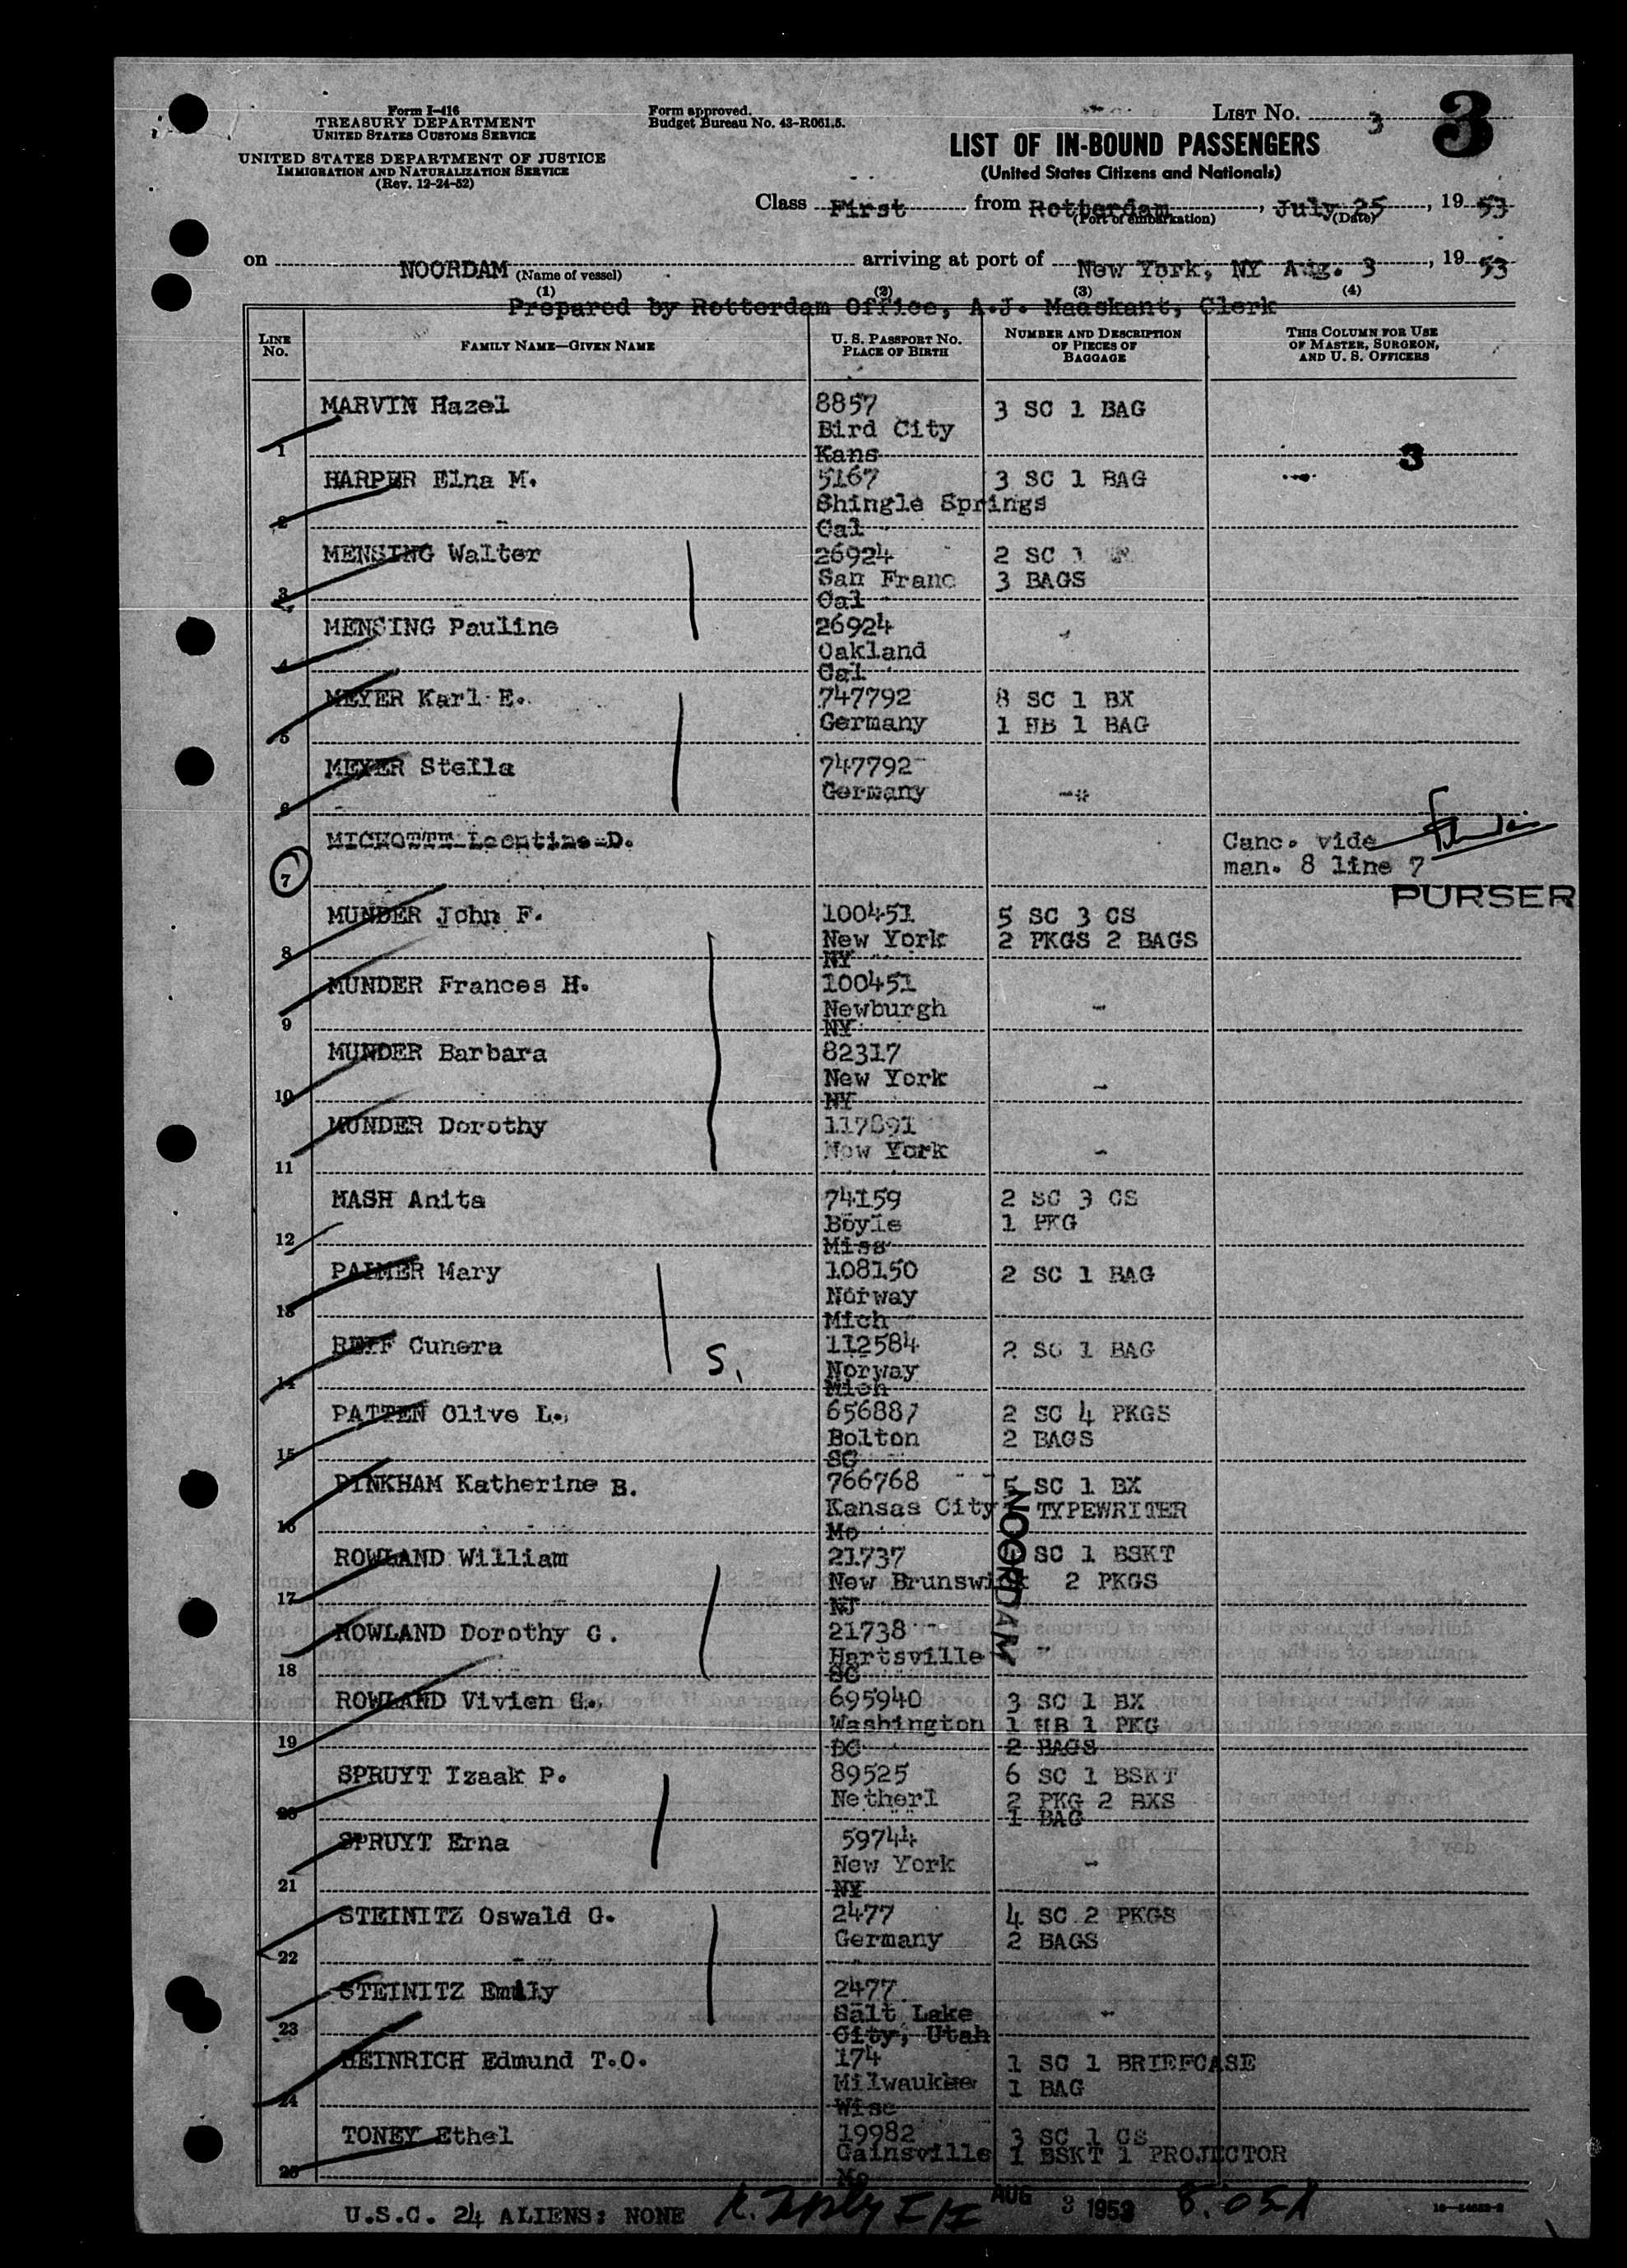 Form I-416
TREASURY DEPARTMENT
UNITED STATES CUSTOMS SERVICE
UNITED STATES DEPARTMENT OF JUSTICE
IMMIGRATION AND NATURALIZATION SERVICE
(Rev. 12-24-52)
Form approved.
Budget Bureau No. 43-R061.5.
LIST No. 3
3
LIST OF IN-BOUND PASSENGERS
(United States Citizens and Nationals)
Class First from Rotterdam, July 25, 1953
(Port of embarkation) (Date)
on NOORDAM arriving at port of New York, NY Aug. 3, 1953
(Name of vessel)
(1) (2) (3) (4)
Prepared by Rotterdam Office, A.J. Maaskant, Clerk
LINE No.
FAMILY NAME—GIVEN NAME
U. S. PASSPORT No. PLACE OF BIRTH
NUMBER AND DESCRIPTION OF PIECES OF BAGGAGE
THIS COLUMN FOR USE OF MASTER, SURGEON, AND U. S. OFFICERS
MARVIN Hazel 8857 3 SC 1 BAG
Bird City
1 Kans 3
HARPER Elna M. 5167 3 SC 1 BAG
Shingle Springs
2 Cal
MENSING Walter 26924 2 SC 1
San Franc 3 BAGS
3 Cal
MENSING Pauline 26924
Oakland
4 Cal
MEYER Karl E. 747792 8 SC 1 BX
5 Germany 1 HB 1 BAG
MEYER Stella 747792
6 Germany
MICHOTTE Leontine D. Canc. vide
7 man. 8 line 7
PURSER
MUNDER John F. 100451 5 SC 3 CS
New York 2 PKGS 2 BAGS
8 NY
MUNDER Frances H. 100451
Newburgh -
9 NY
MUNDER Barbara 82317
New York -
10 NY
MUNDER Dorothy 117891
11 New York -
NASH Anita 74159 2 SC 3 CS
Boyle 1 PKG
12 Miss
PALMER Mary 108150 2 SC 1 BAG
Norway
13 Mich
REIF Cunera 112584 2 SC 1 BAG
S. Norway
14 Mich
PATTEN Olive L. 656887 2 SC 4 PKGS
Bolton 2 BAGS
15 SC
PINKHAM Katherine B. 766768 5 SC 1 BX
Kansas City TYPEWRITER
16 Mo
NOORDAM
ROWLAND William 21737 SC 1 BSKT
New Brunswick 2 PKGS
17 NJ
ROWLAND Dorothy C. 21738
Hartsville
18 SC
ROWLAND Vivien G. 695940 3 SC 1 BX
Washington 1 HB 1 PKG
19 DC 2 BAGS
SPRUYT Izaak P. 89525 6 SC 1 BSKT
Netherl 2 PKG 2 BXS
20 1 BAG
SPRUYT Erna 59744
New York -
21 NY
STEINITZ Oswald G. 2477 4 SC 2 PKGS
22 Germany 2 BAGS
STEINITZ Emily 2477
Salt Lake -
23 City, Utah
HEINRICH Edmund T.O. 174 1 SC 1 BRIEFCASE
Milwaukee 1 BAG
24 Wisc
TONEY Ethel 19982 3 SC 1 CS
Gainsville 1 BSKT 1 PROJECTOR
25 Mo
U.S.C. 24 ALIENS: NONE AUG 3 1953